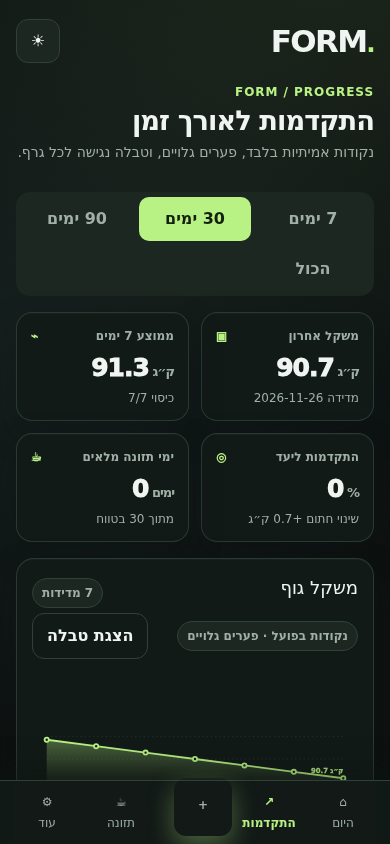 FORM.
FORM / PROGRESS
התקדמות לאורך זמן
נקודות אמיתיות בלבד, פערים גלויים, וטבלה נגישה לכל גרף.
7 ימים
30 ימים
90 ימים
הכול
משקל אחרון
90.7 ק״ג
מדידה 2026-11-26
ממוצע 7 ימים
91.3 ק״ג
כיסוי 7/7
התקדמות ליעד
0 %
שינוי חתום +0.7 ק״ג
ימי תזונה מלאים
0 ימים
מתוך 30 בטווח
משקל גוף
7 מדידות
נקודות בפועל · פערים גלויים
הצגת טבלה
90.7 ק״ג
היום
התקדמות
+
תזונה
עוד